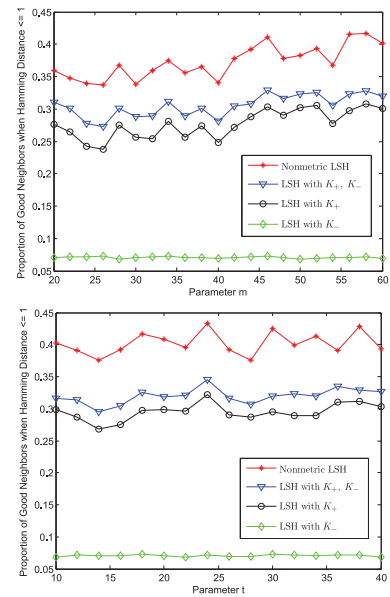 Proportion of Good Neighbors when Hamming Distance <= 1
0.45
0.4
0.35
0.3
0.25
0.2
0.15
0.1
0.05
Nonmetric LSH
LSH with K₊, K₋
LSH with K₊
LSH with K₋
20 25 30 35 40 45 50 55 60
Parameter m
Proportion of Good Neighbors when Hamming Distance <= 1
0.45
0.4
0.35
0.3
0.25
0.2
0.15
0.1
0.05
Nonmetric LSH
LSH with K₊, K₋
LSH with K₊
LSH with K₋
10 15 20 25 30 35 40
Parameter t